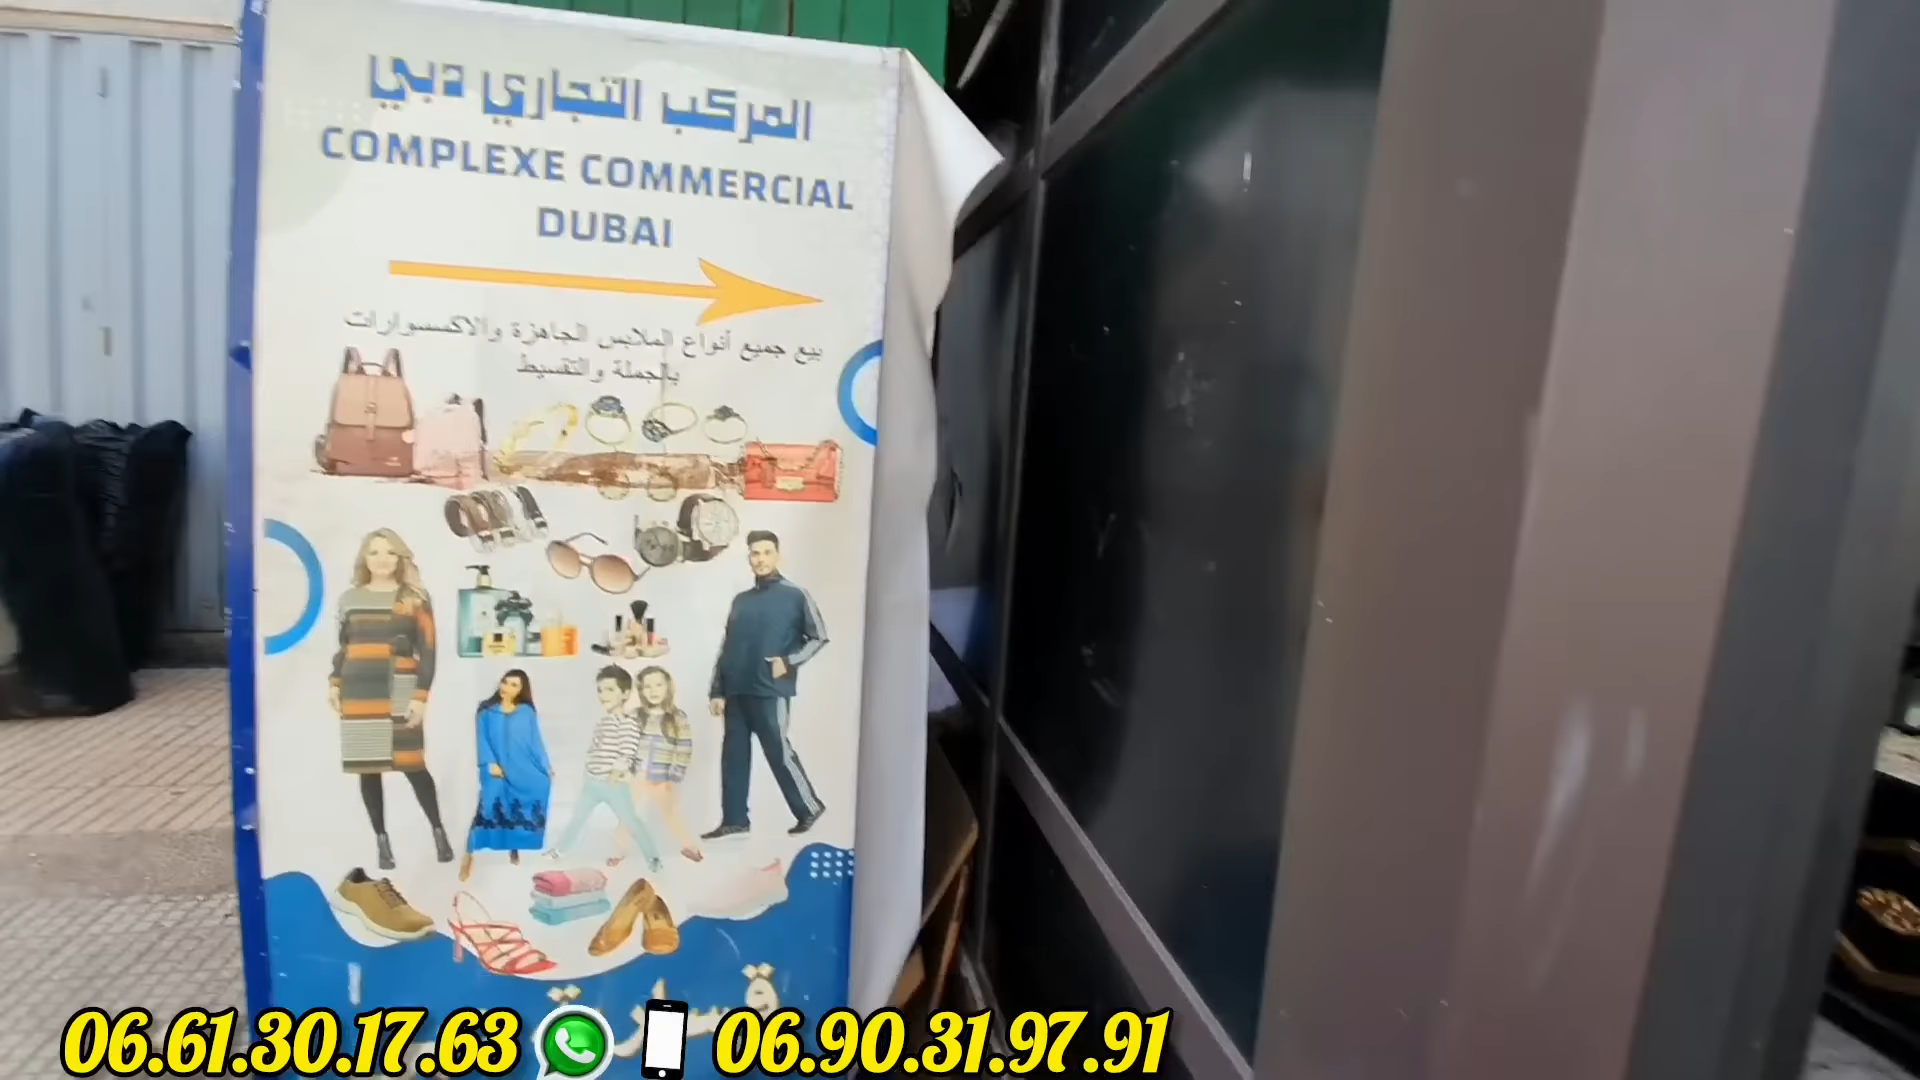 المركب التجاري دبي
COMPLEXE COMMERCIAL
DUBAI
بيع جميع أنواع الملابس الجاهزة والاكسسوارات
بالجملة والتقسيط
06.61.30.17.63 06.90.31.97.91